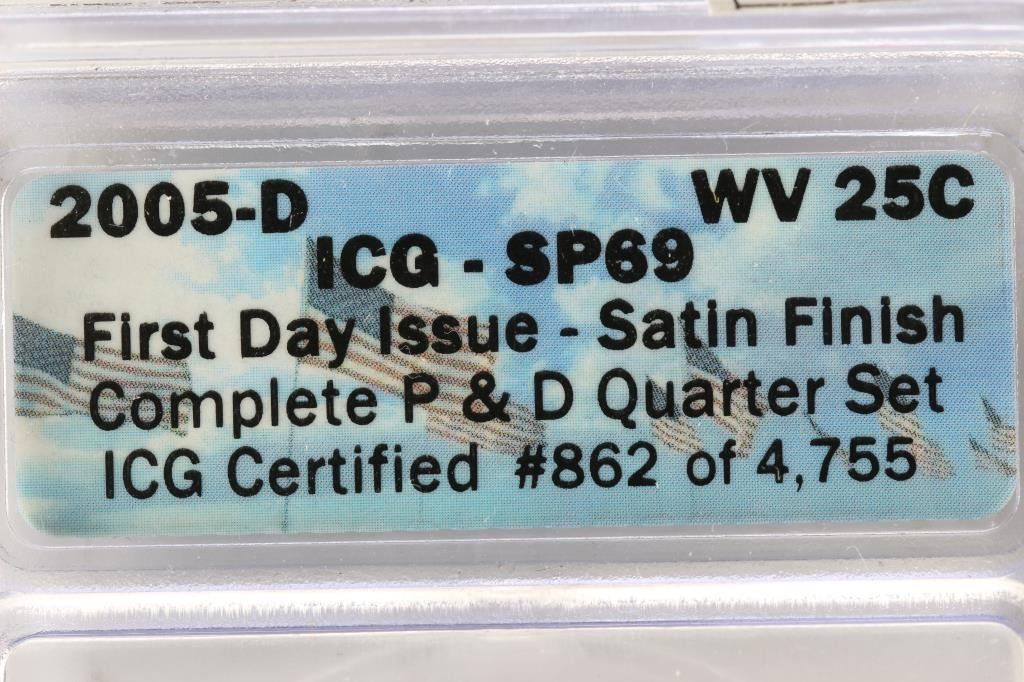 2005-D WV 25C
ICG - SP69
First Day Issue - Satin Finish
Complete P & D Quarter Set
ICG Certified #862 of 4,755